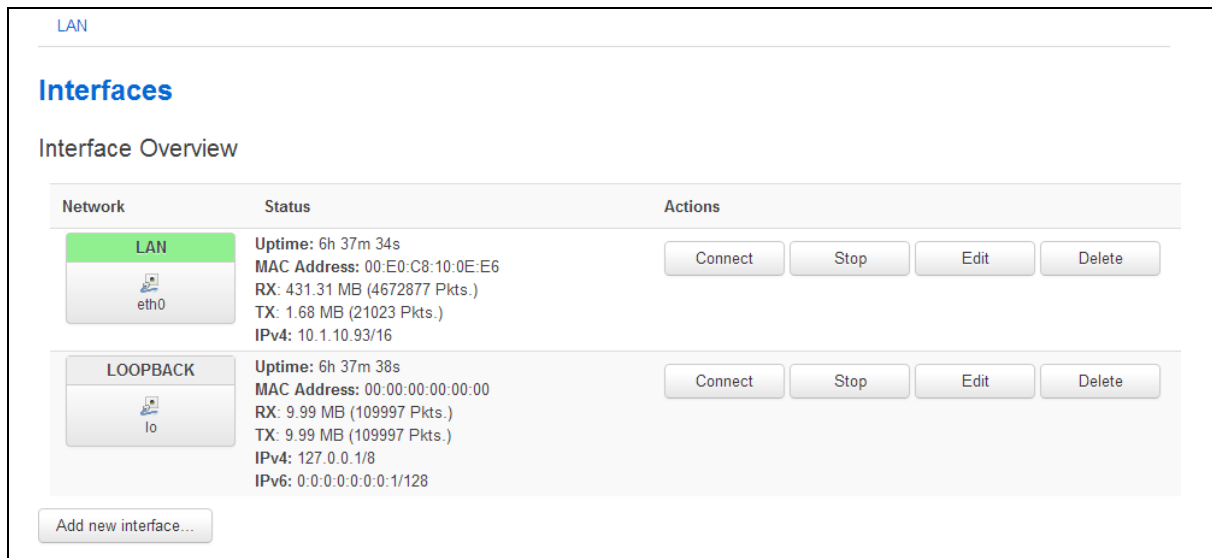 LAN
Interfaces
Interface Overview
Network Status Actions
LAN
eth0
Uptime: 6h 37m 34s
MAC Address: 00:E0:C8:10:0E:E6
RX: 431.31 MB (4672877 Pkts.)
TX: 1.68 MB (21023 Pkts.)
IPv4: 10.1.10.93/16
Connect Stop Edit Delete
LOOPBACK
lo
Uptime: 6h 37m 38s
MAC Address: 00:00:00:00:00:00
RX: 9.99 MB (109997 Pkts.)
TX: 9.99 MB (109997 Pkts.)
IPv4: 127.0.0.1/8
IPv6: 0:0:0:0:0:0:0:1/128
Connect Stop Edit Delete
Add new interface...